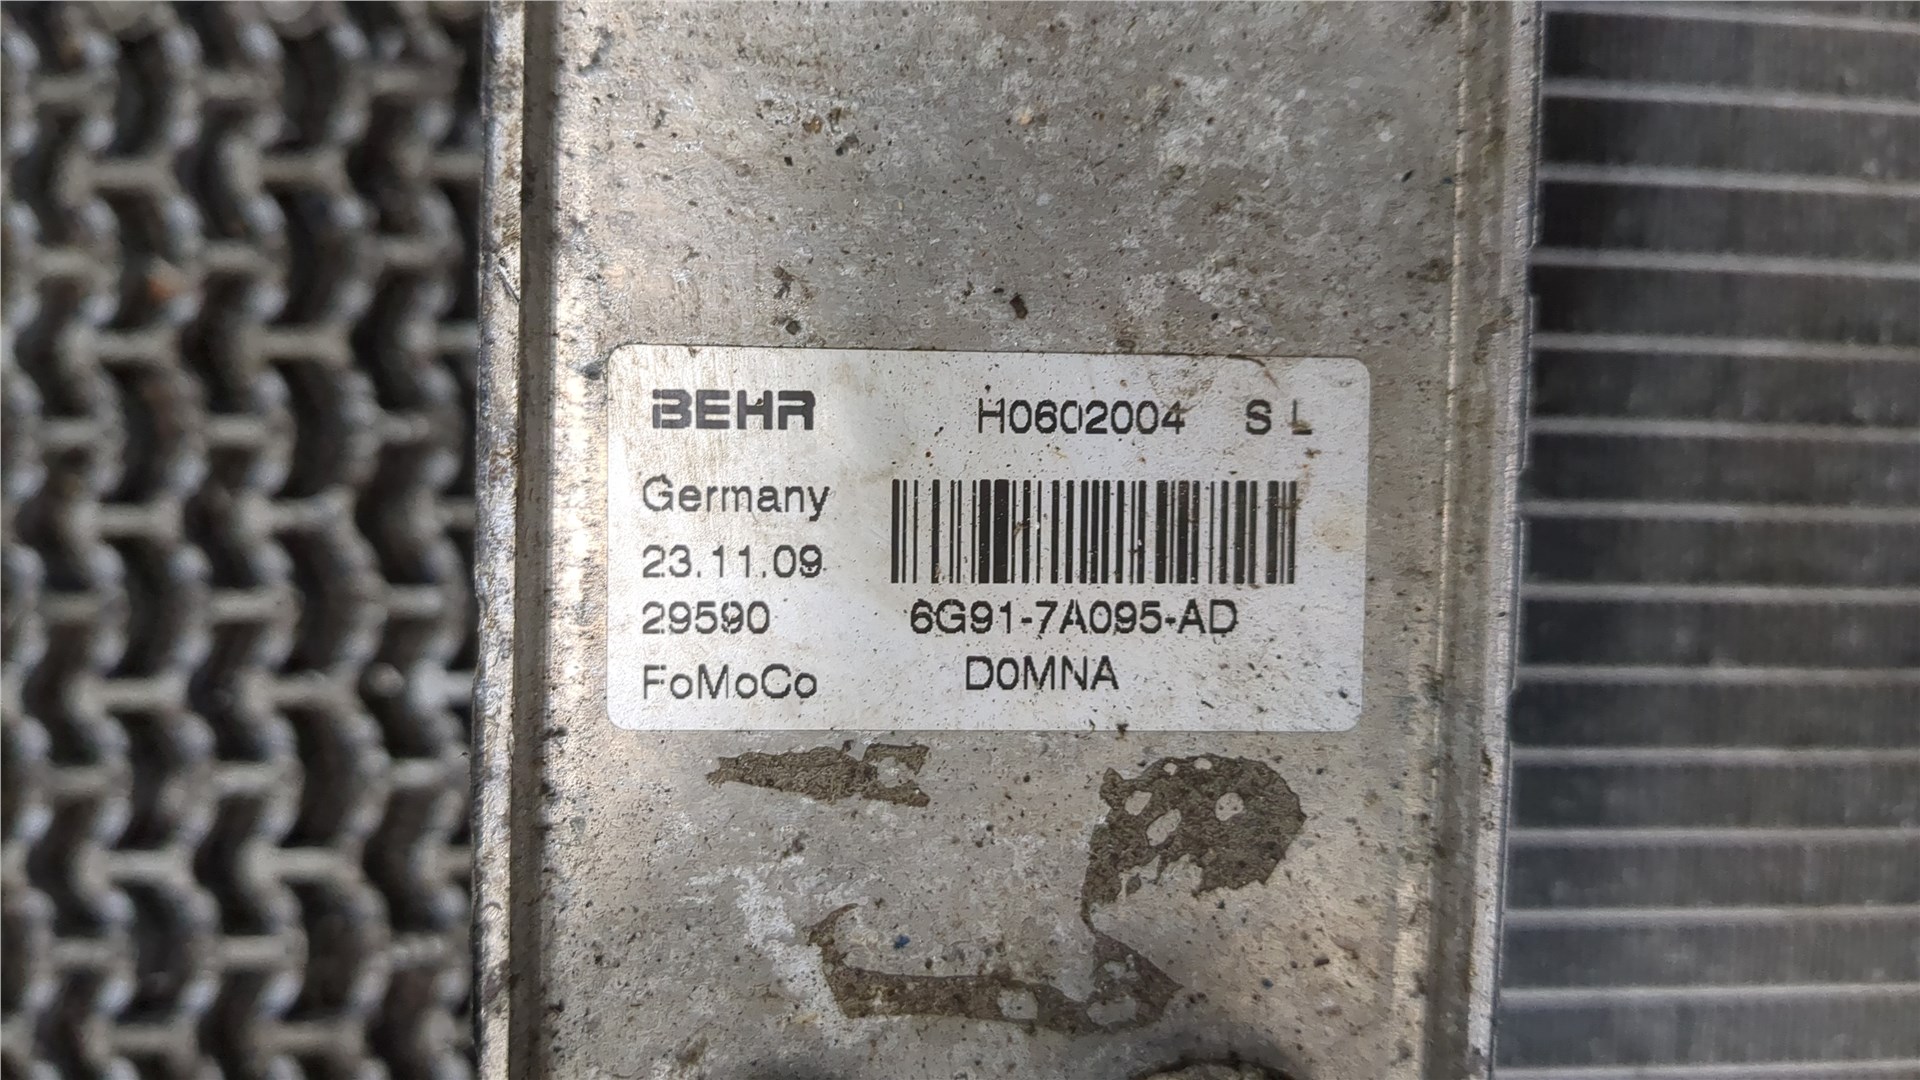 BEHR H0602004 S L
Germany
23.11.09
29590 6G91-7A095-AD
FoMoCo D0MNA